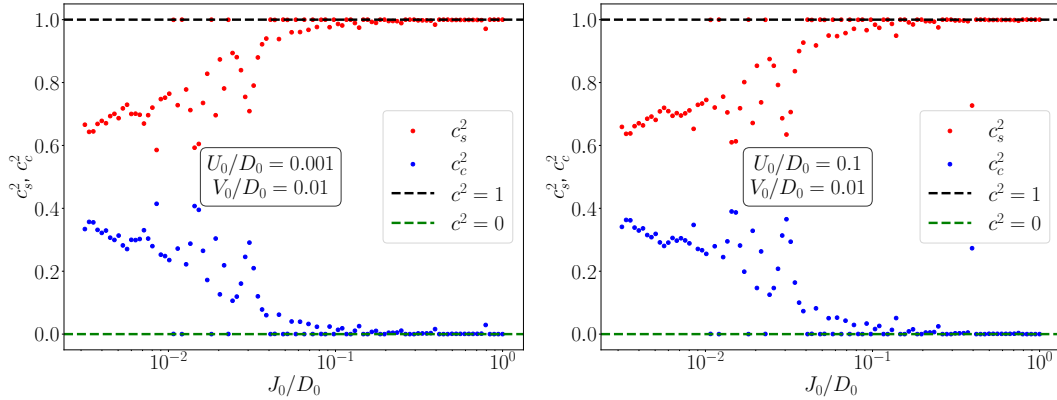 1.0
0.8
0.6
0.4
0.2
0.0
c_s^2, c_c^2
U_0/D_0 = 0.001
V_0/D_0 = 0.01
c_s^2
c_c^2
c^2 = 1
c^2 = 0
10^{-2} 10^{-1} 10^0
J_0/D_0
1.0
0.8
0.6
0.4
0.2
0.0
c_s^2, c_c^2
U_0/D_0 = 0.1
V_0/D_0 = 0.01
c_s^2
c_c^2
c^2 = 1
c^2 = 0
10^{-2} 10^{-1} 10^0
J_0/D_0